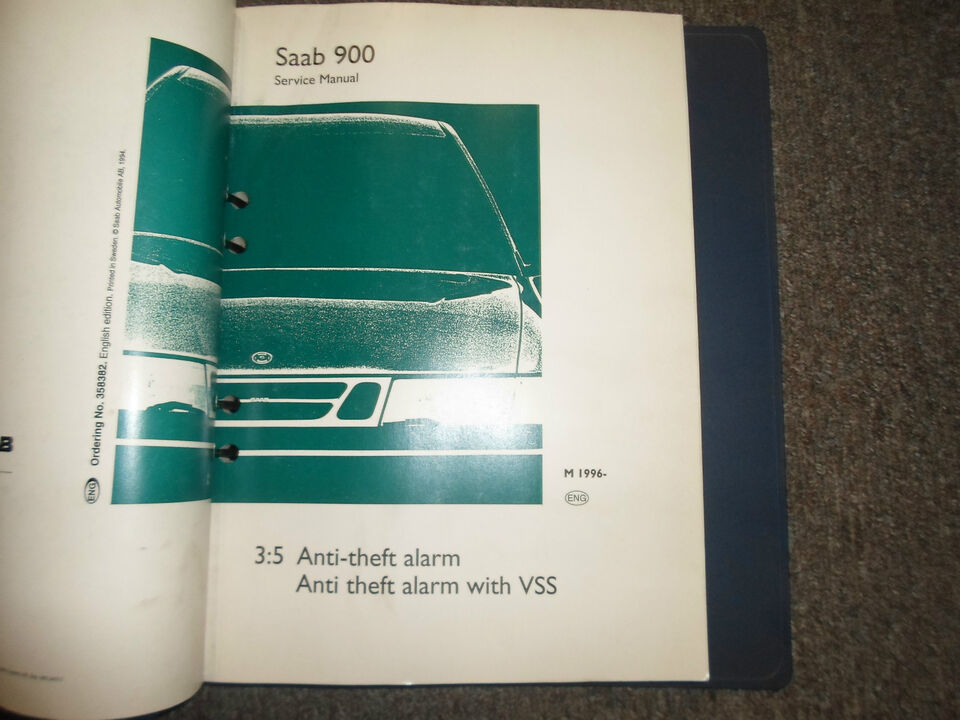 Ordering No. 358382. English edition. Printed in Sweden. © Saab Automobile AB, 1994.
ENG
Saab 900
Service Manual
M 1996-
ENG
3:5 Anti-theft alarm
Anti theft alarm with VSS